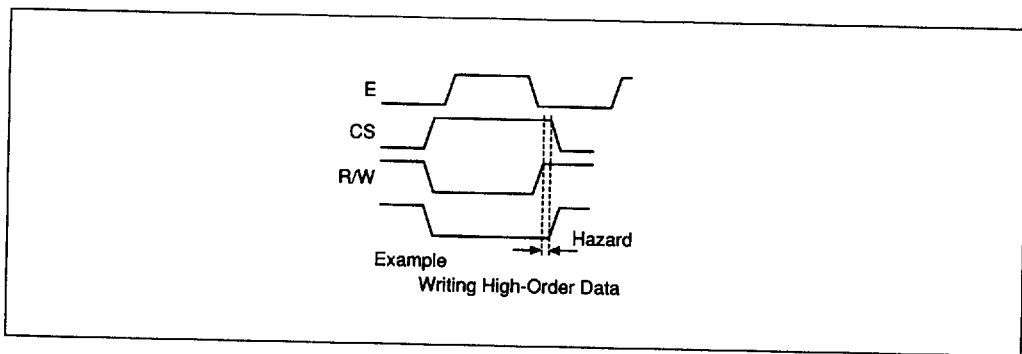 E
CS
R/W
Hazard
Example
Writing High-Order Data